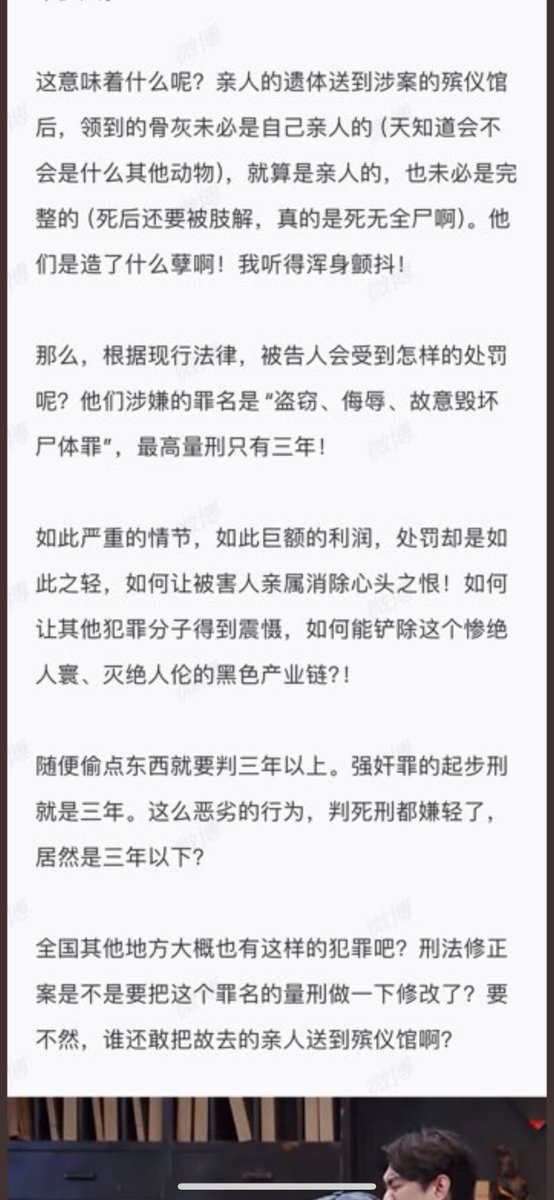 这意味着什么呢？亲人的遗体送到涉案的殡仪馆
后，领到的骨灰未必是自己亲人的（天知道会不
会是什么其他动物），就算是亲人的，也未必是完
整的（死后还要被肢解，真的是死无全尸啊）。他
们是造了什么孽啊！我听得浑身颤抖！
那么，根据现行法律，被告人会受到怎样的处罚
呢？他们涉嫌的罪名是“盗窃、侮辱、故意毁坏
尸体罪”，最高量刑只有三年！
如此严重的情节，如此巨额的利润，处罚却是如
此之轻，如何让被害人亲属消除心头之恨！如何
让其他犯罪分子得到震慑，如何能铲除这个惨绝
人寰、灭绝人伦的黑色产业链？！
随便偷点东西就要判三年以上。强奸罪的起步刑
就是三年。这么恶劣的行为，判死刑都嫌轻了，
居然是三年以下？
全国其他地方大概也有这样的犯罪吧？刑法修正
案是不是要把这个罪名的量刑做一下修改了？要
不然，谁还敢把故去的亲人送到殡仪馆啊？